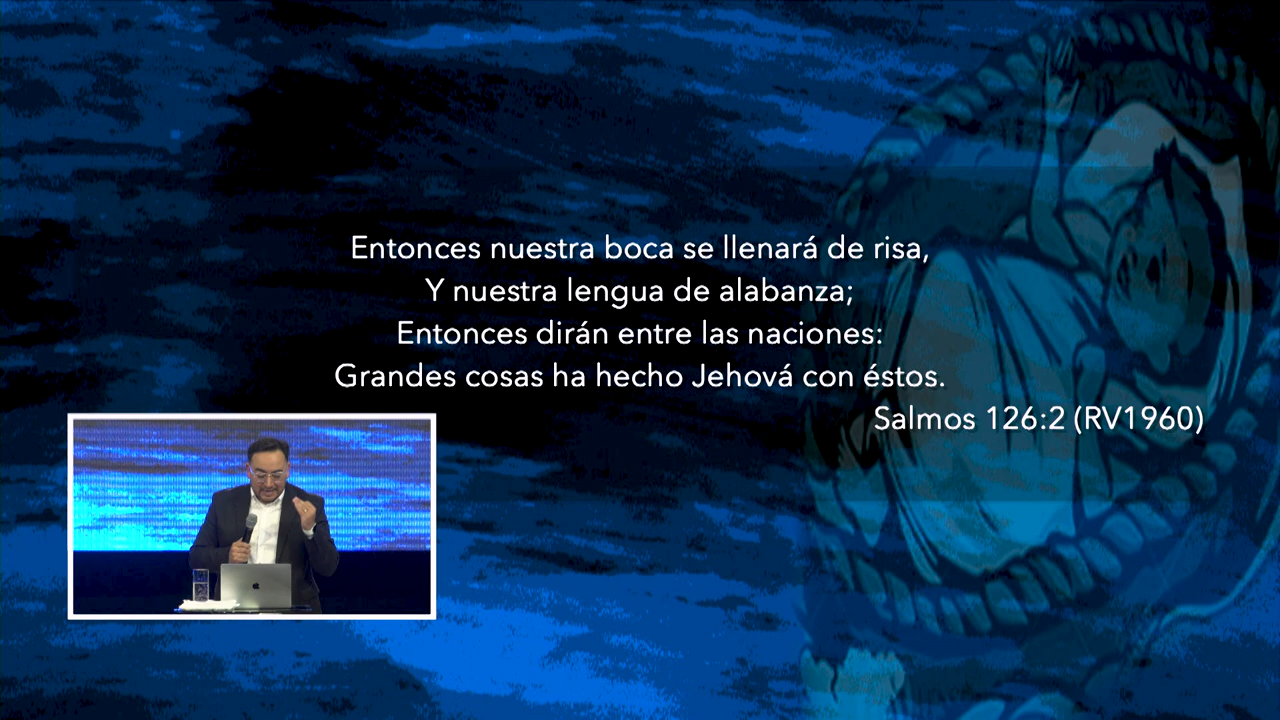 Entonces nuestra boca se llenará de risa,
Y nuestra lengua de alabanza;
Entonces dirán entre las naciones:
Grandes cosas ha hecho Jehová con éstos.
Salmos 126:2 (RV1960)